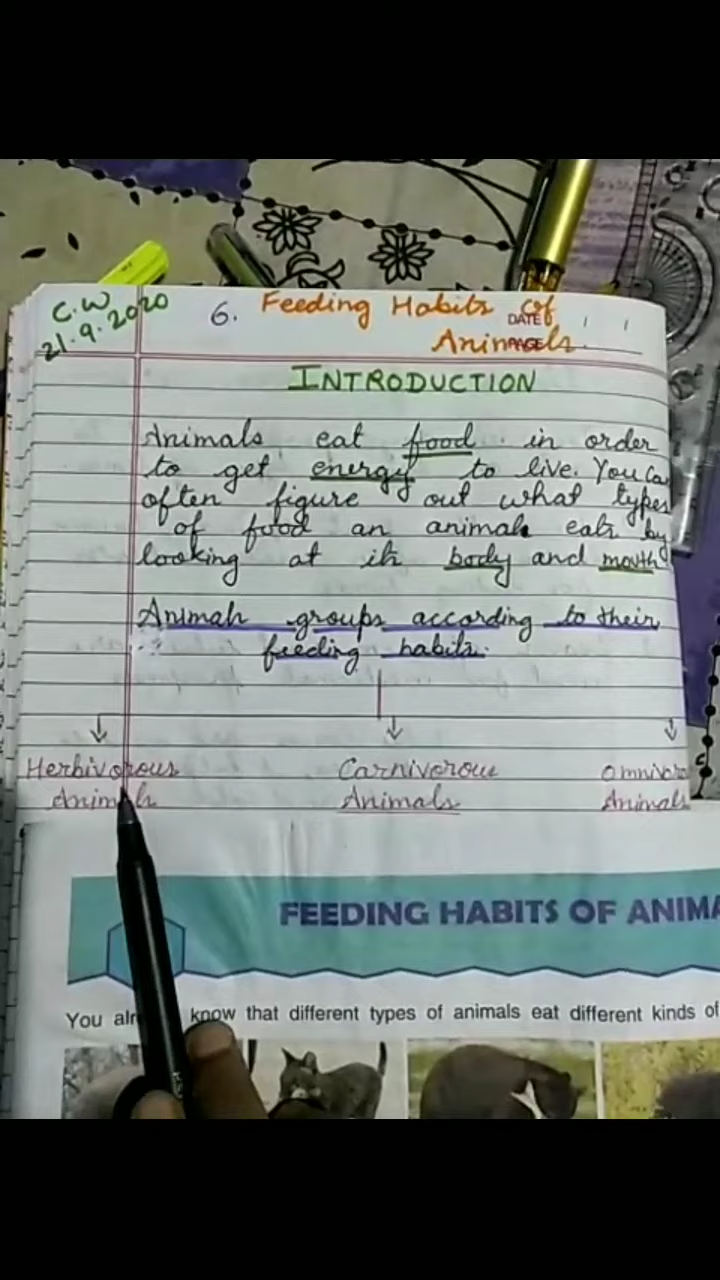 C.W
21.9.2020
6. Feeding Habits of
DATE / /
Animals.
PAGE
INTRODUCTION
Animals eat food in order
to get energy to live. You Can
often figure out what types
of food an animal eats by
looking at its body and mouth
Animals groups according to their
feeding habits.
Herbivorous Carnivorous Omnivoro
Animals Animals Animals
FEEDING HABITS OF ANIMA
You alr know that different types of animals eat different kinds of